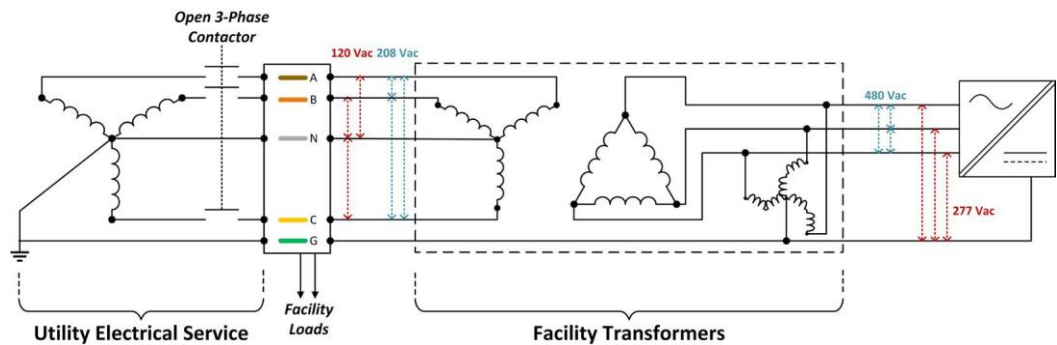 Open 3-Phase
Contactor
120 Vac 208 Vac
A
B
N
C
G
480 Vac
277 Vac
Facility
Loads
Utility Electrical Service
Facility Transformers